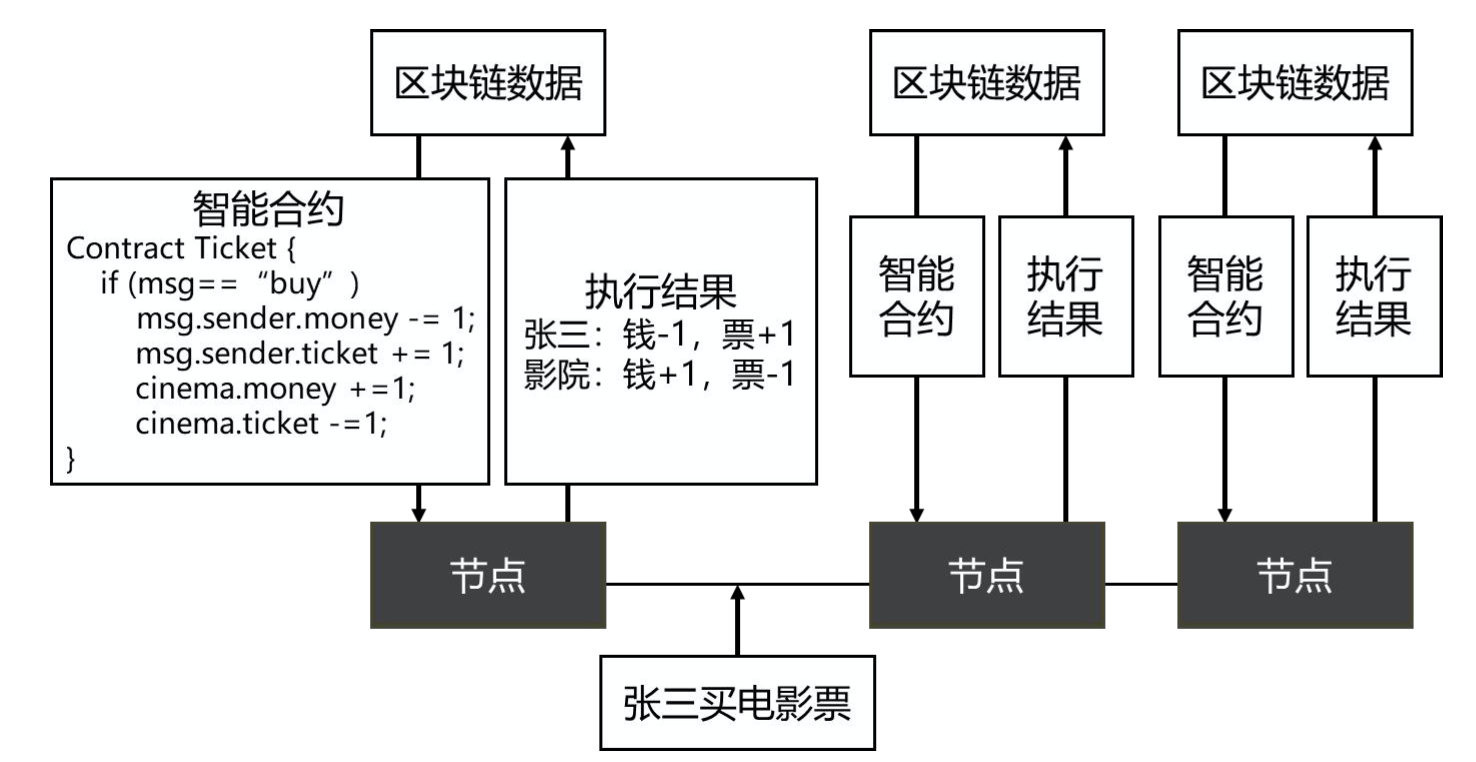 区块链数据
区块链数据
区块链数据
智能合约
Contract Ticket {
if (msg== “buy” )
msg.sender.money -= 1;
msg.sender.ticket += 1;
cinema.money +=1;
cinema.ticket -=1;
}
执行结果
张三：钱-1，票+1
影院：钱+1，票-1
智能
合约
执行
结果
智能
合约
执行
结果
节点
节点
节点
张三买电影票